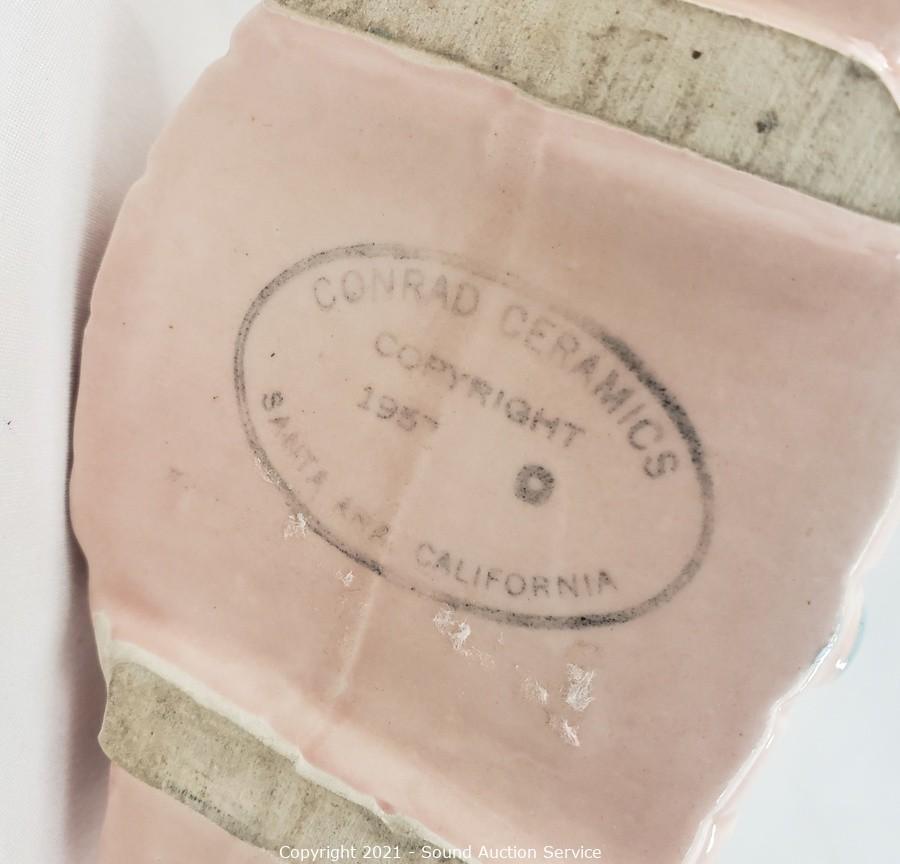 CONRAD CERAMICS
COPYRIGHT
1957
SANTA ANA CALIFORNIA
Copyright 2021 - Sound Auction Service